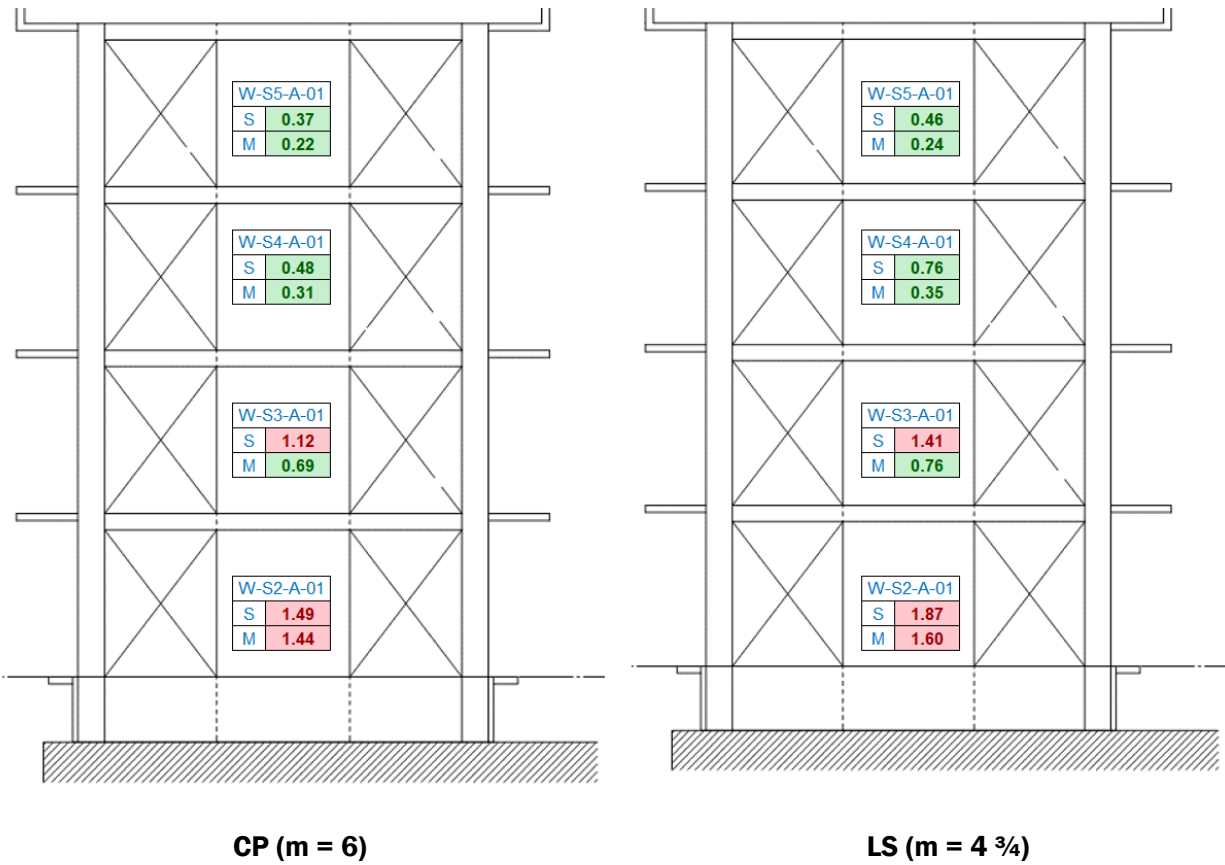 W-S5-A-01
S 0.37
M 0.22
W-S4-A-01
S 0.48
M 0.31
W-S3-A-01
S 1.12
M 0.69
W-S2-A-01
S 1.49
M 1.44
CP (m = 6)
W-S5-A-01
S 0.46
M 0.24
W-S4-A-01
S 0.76
M 0.35
W-S3-A-01
S 1.41
M 0.76
W-S2-A-01
S 1.87
M 1.60
LS (m = 4 ¾)